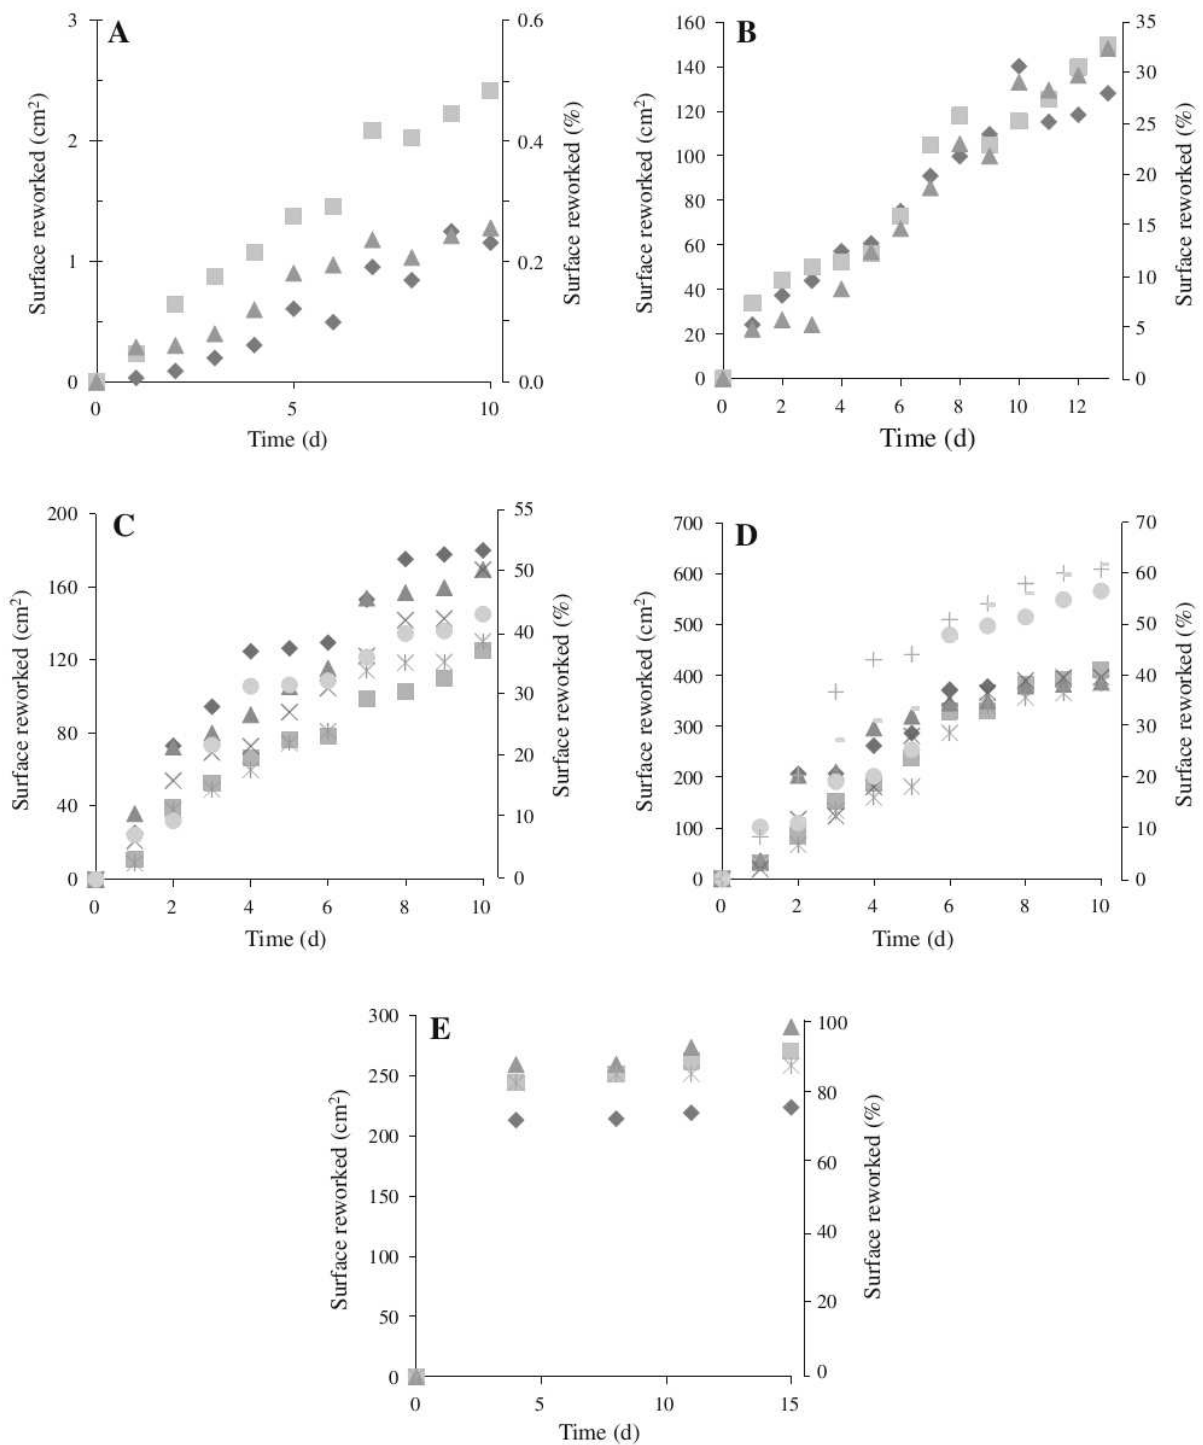 A
Surface reworked (cm²)
3
2
1
0
0.6
0.4
0.2
0.0
Surface reworked (%)
0 5 10
Time (d)
B
Surface reworked (cm²)
160
140
120
100
80
60
40
20
0
35
30
25
20
15
10
5
0
Surface reworked (%)
0 2 4 6 8 10 12
Time (d)
C
Surface reworked (cm²)
200
160
120
80
40
0
55
50
40
30
20
10
0
Surface reworked (%)
0 2 4 6 8 10
Time (d)
D
Surface reworked (cm²)
700
600
500
400
300
200
100
0
70
60
50
40
30
20
10
0
Surface reworked (%)
0 2 4 6 8 10
Time (d)
E
Surface reworked (cm²)
300
250
200
150
100
50
0
100
80
60
40
20
0
Surface reworked (%)
0 5 10 15
Time (d)